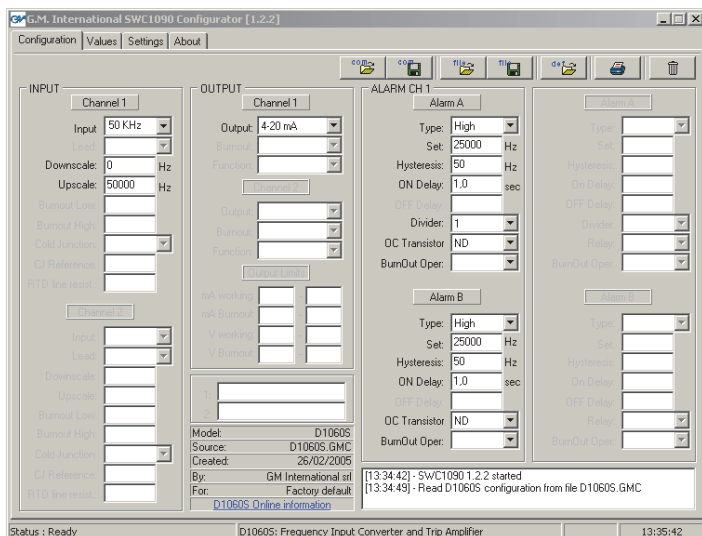 G.M. International SWC1090 Configurator [1.2.2]
Configuration Values Settings About
com com file file def
INPUT
Channel 1
Input 50 KHz
Lead:
Downscale: 0 Hz
Upscale: 50000 Hz
Burnout Low:
Burnout High:
Cold Junction:
CJ Reference:
RTD line resist.:
Channel 2
Input:
Lead:
Downscale:
Upscale:
Burnout Low:
Burnout High:
Cold Junction:
CJ Reference:
RTD line resist.:
OUTPUT
Channel 1
Output: 4-20 mA
Burnout:
Function:
Channel 2
Output:
Burnout:
Function:
Output Limits
mA working: -
mA Burnout -
V working: -
V Burnout -
1:
2:
Model: D1060S
Source: D1060S.GMC
Created: 26/02/2005
By: GM International srl
For: Factory default
D1060S Online information
ALARM CH 1
Alarm A
Type: High
Set: 25000 Hz
Hysteresis: 50 Hz
ON Delay: 1,0 sec
OFF Delay
Divider: 1
OC Transistor ND
BurnOut Oper:
Alarm B
Type: High
Set: 25000 Hz
Hysteresis: 50 Hz
ON Delay: 1,0 sec
OFF Delay:
OC Transistor ND
BurnOut Oper:
Alarm A
Type:
Set:
Hysteresis:
On Delay:
OFF Delay:
Divider:
Relay:
BurnOut Oper:
Alarm B
Type:
Set:
Hysteresis:
On Delay:
OFF Delay:
Relay:
BurnOut Oper:
[13:34:42] - SWC1090 1.2.2 started
[13:34:49] - Read D1060S configuration from file D1060S.GMC
Status : Ready D1060S: Frequency Input Converter and Trip Amplifier 13:35:42